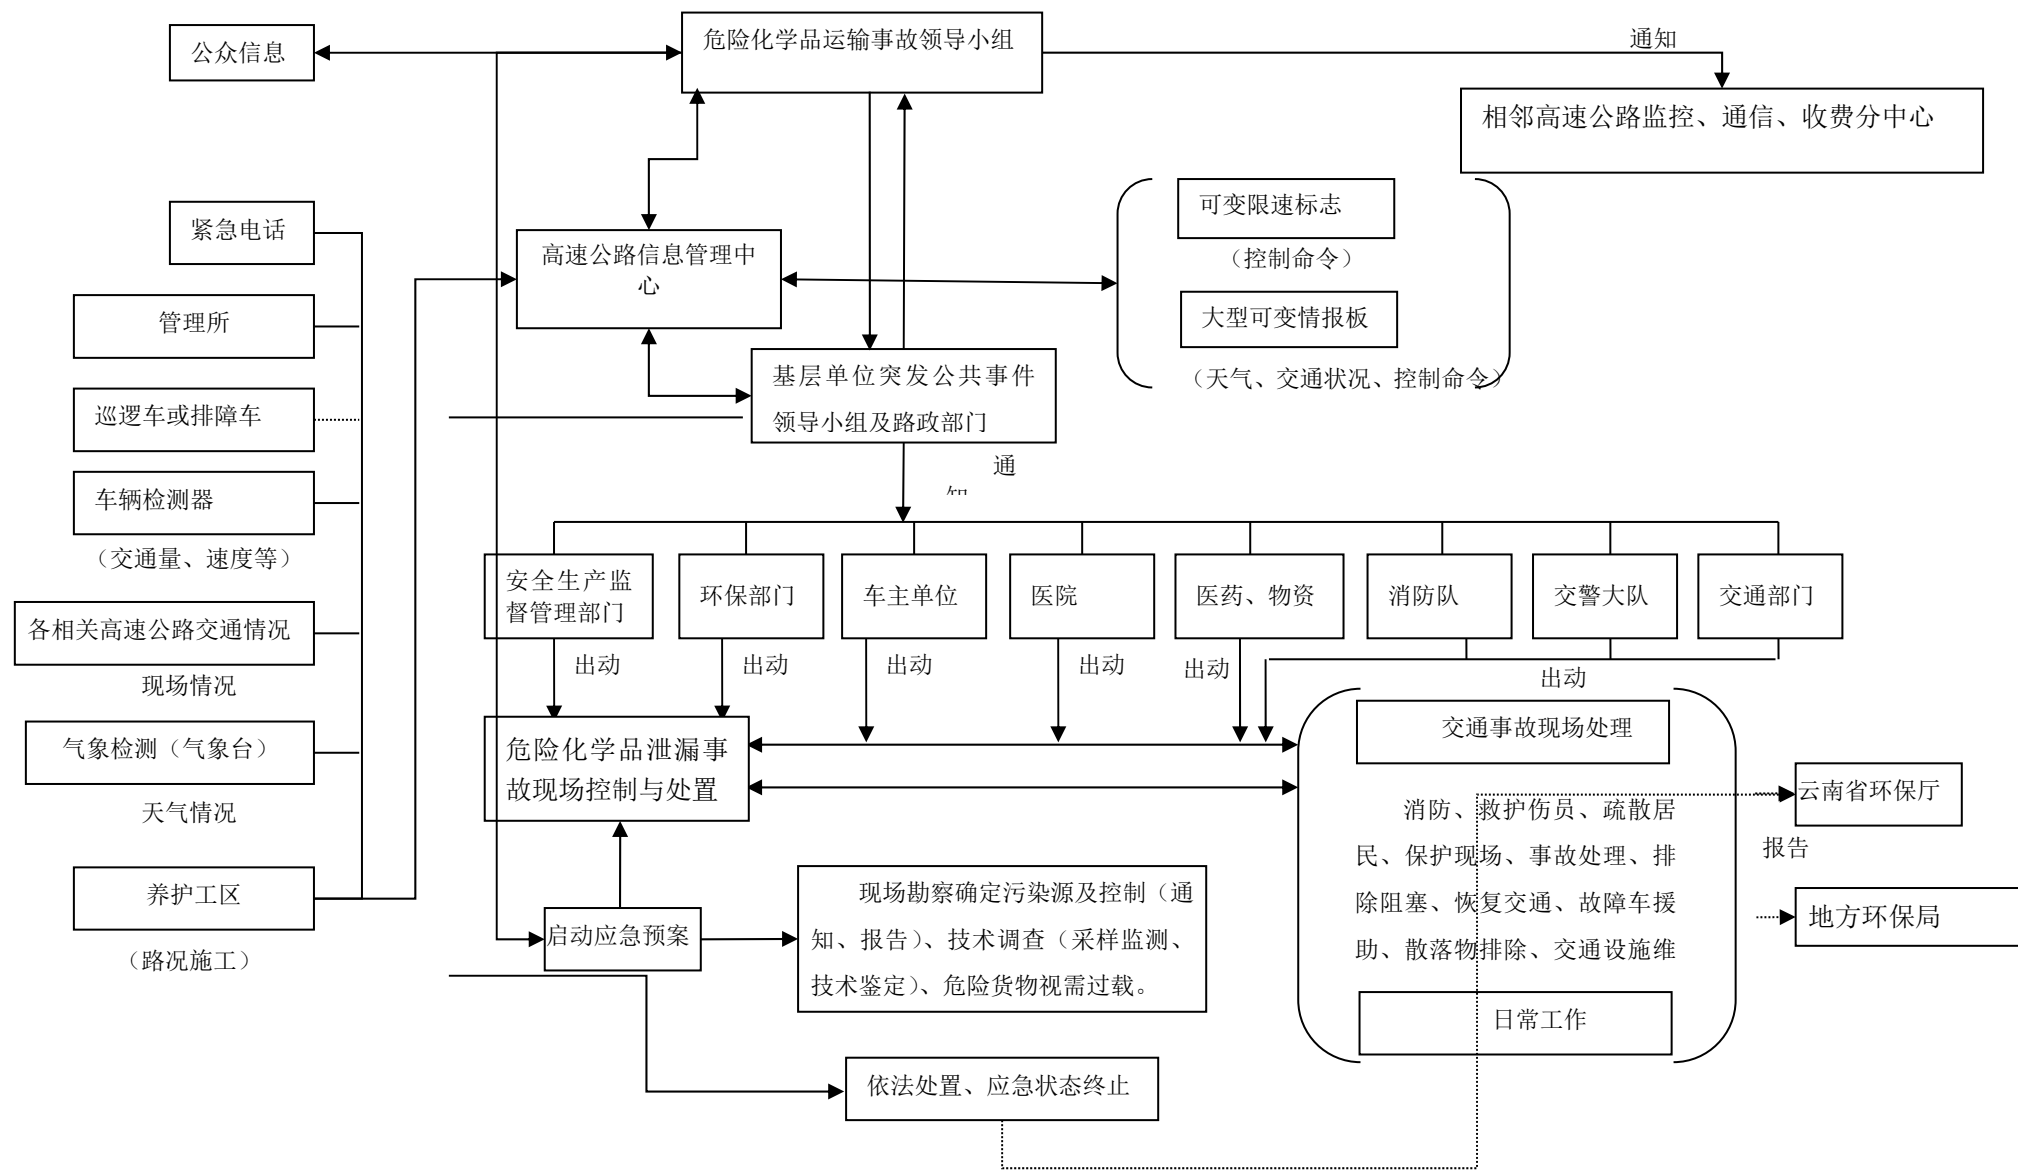 危险化学品运输事故领导小组
公众信息
通知
相邻高速公路监控、通信、收费分中心
可变限速标志
（控制命令）
大型可变情报板
（天气、交通状况、控制命令）
紧急电话
高速公路信息管理中
心
管理所
基层单位突发公共事件
领导小组及路政部门
巡逻车或排障车
通
车辆检测器
（交通量、速度等）
安全生产监
督管理部门
环保部门
车主单位
医院
医药、物资
消防队
交警大队
交通部门
各相关高速公路交通情况
现场情况
出动
出动
出动
出动
出动
出动
气象检测（气象台）
天气情况
危险化学品泄漏事
故现场控制与处置
交通事故现场处理
消防、救护伤员、疏散居
民、保护现场、事故处理、排
除阻塞、恢复交通、故障车援
助、散落物排除、交通设施维
日常工作
云南省环保厅
报告
地方环保局
养护工区
（路况施工）
启动应急预案
现场勘察确定污染源及控制（通
知、报告）、技术调查（采样监测、
技术鉴定）、危险货物视需过载。
依法处置、应急状态终止